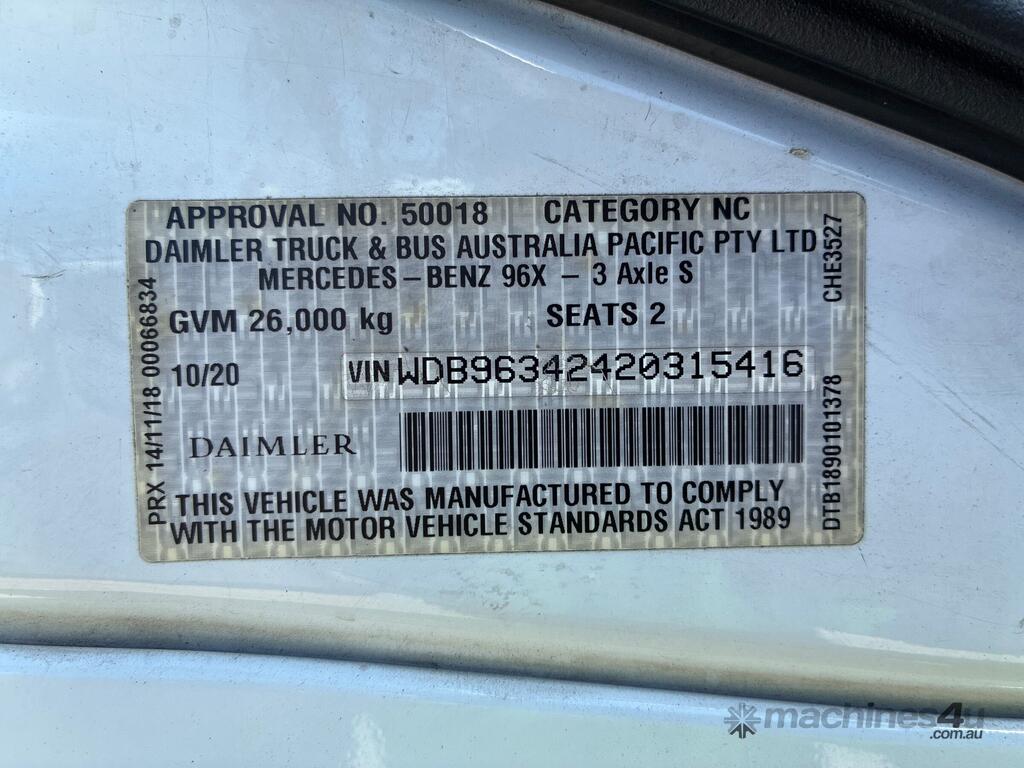 APPROVAL NO. 50018 CATEGORY NC
DAIMLER TRUCK & BUS AUSTRALIA PACIFIC PTY LTD
MERCEDES-BENZ 96X - 3 Axle S
GVM 26,000 kg SEATS 2
10/20 VIN WDB96342420315416
DAIMLER
THIS VEHICLE WAS MANUFACTURED TO COMPLY
WITH THE MOTOR VEHICLE STANDARDS ACT 1989
PRX 14/11/18 00066834
DTB18890101378 CHE3527
machines4u
.com.au